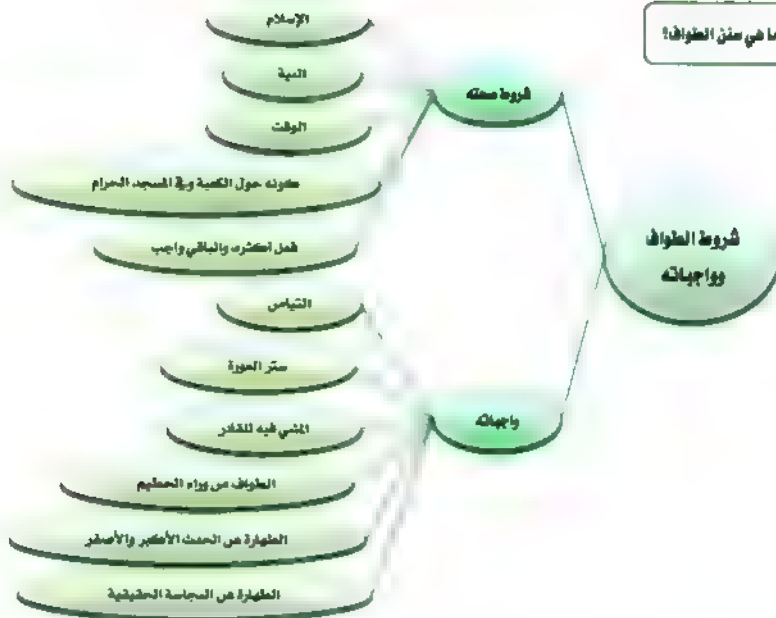 ما هي سنن الطواف؟
شروط الطواف
وواجباته
شروط صحته
الإسلام
النية
الوقت
كونه حول الكعبة وفي المسجد الحرام
فعل أكثره والباقي واجب
واجباته
التيامن
ستر العورة
المشي فيه للقادر
الطواف من وراء الحطيم
الطهارة من الحدث الأكبر والأصغر
الطهارة من النجاسة الحقيقية